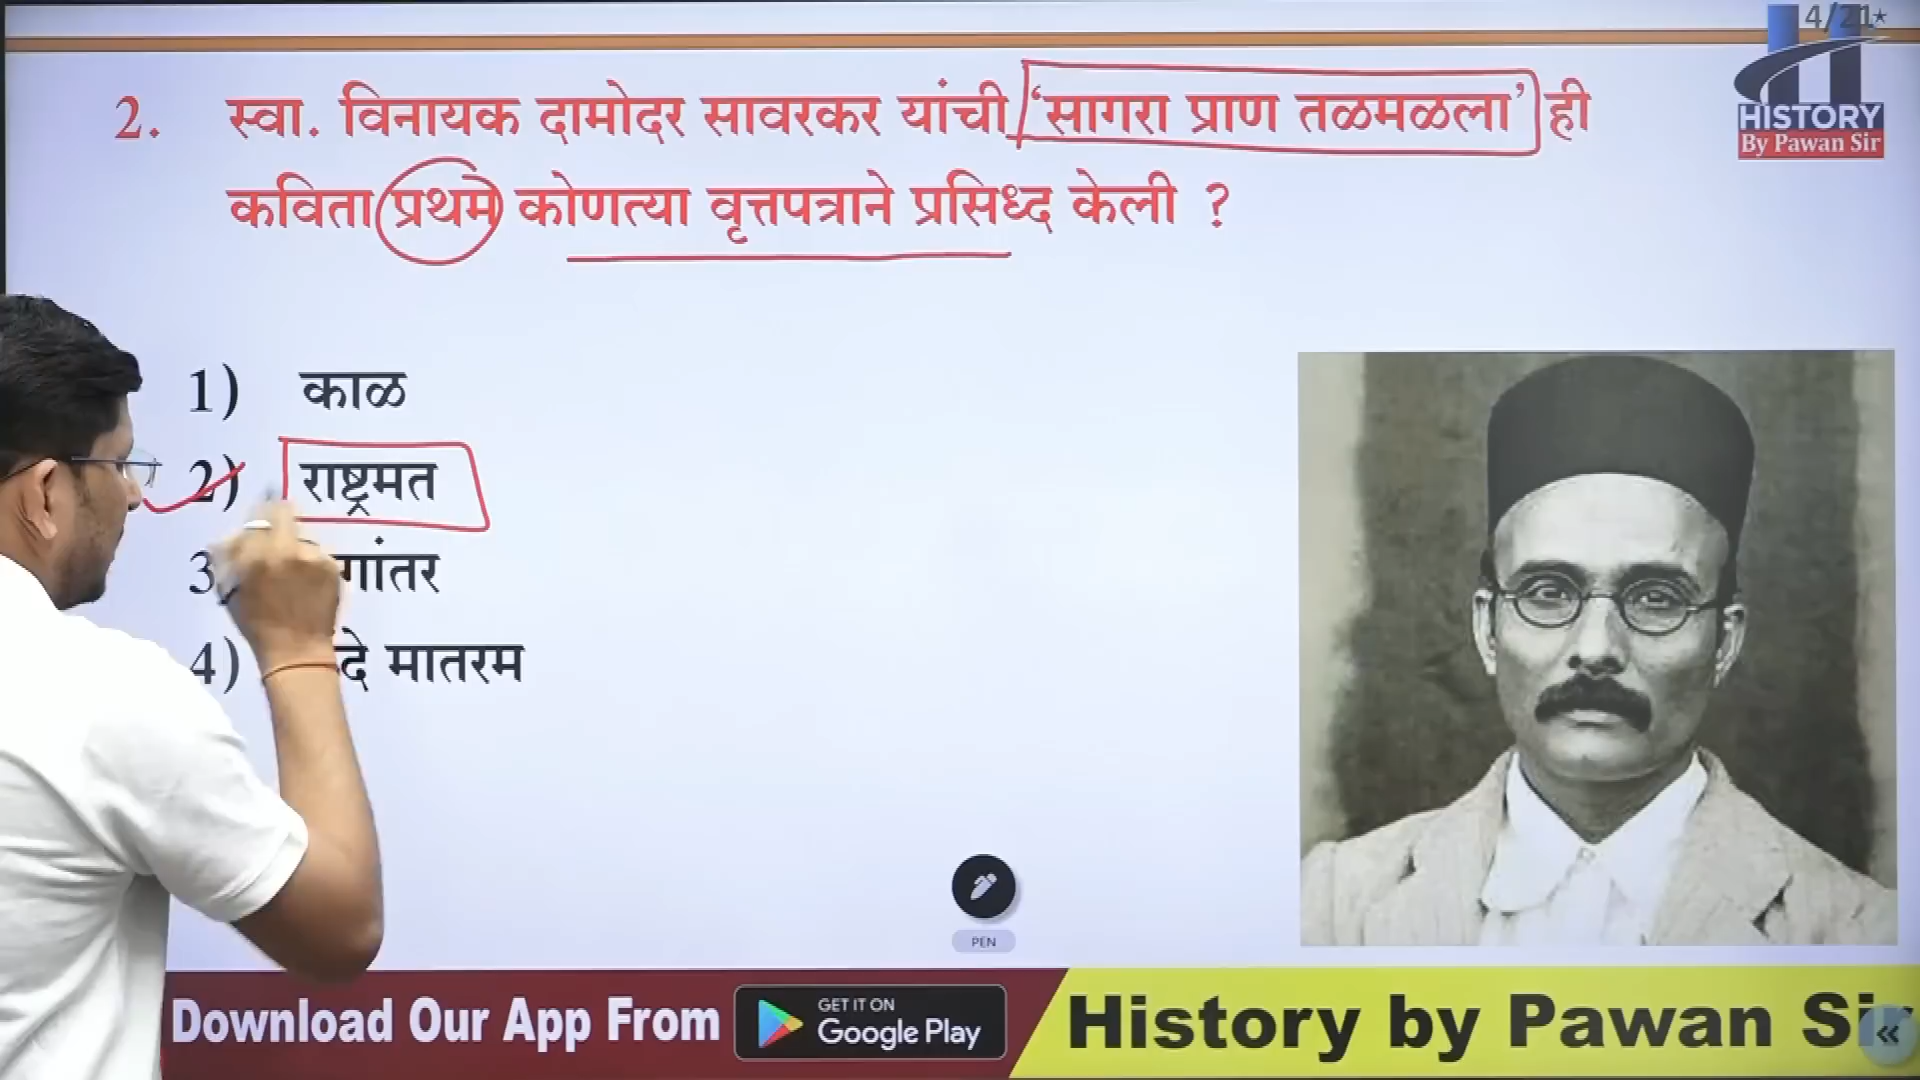 4/21
HISTORY
By Pawan Sir
2. स्वा. विनायक दामोदर सावरकर यांची 'सागरा प्राण तळमळला' ही
कविता प्रथम कोणत्या वृत्तपत्राने प्रसिध्द केली ?
1) काळ
2) राष्ट्रमत
3 गांतर
4) दे मातरम
PEN
Download Our App From
GET IT ON
Google Play
History by Pawan Sir
«